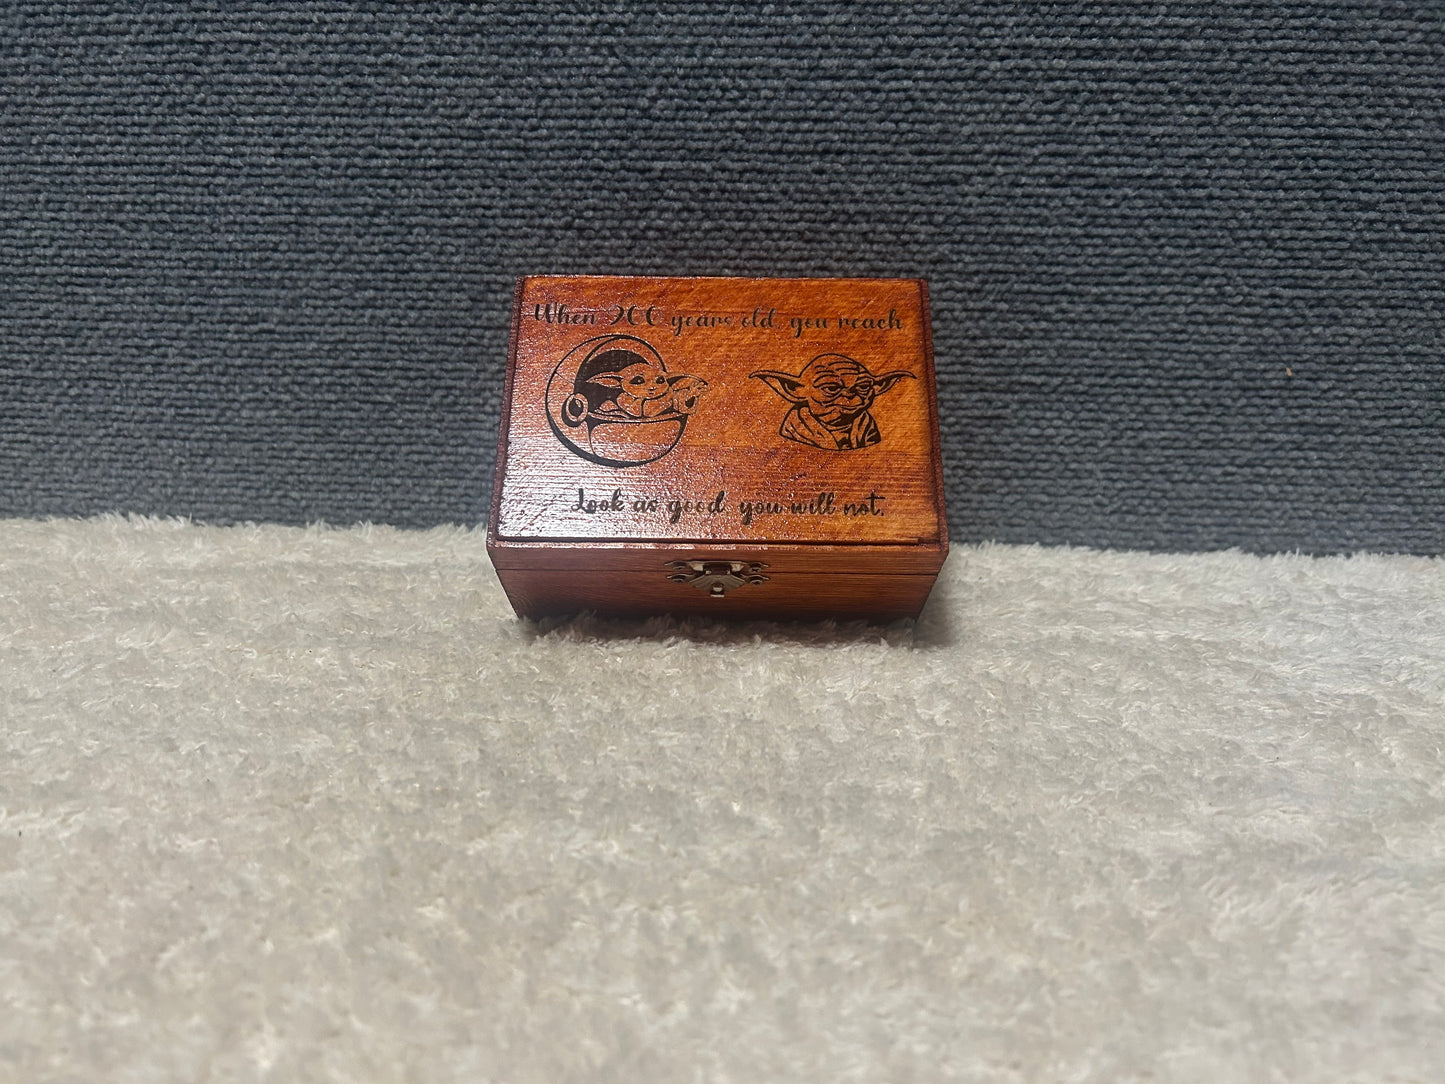 When 900 years old, you reach
Look as good, you will not.